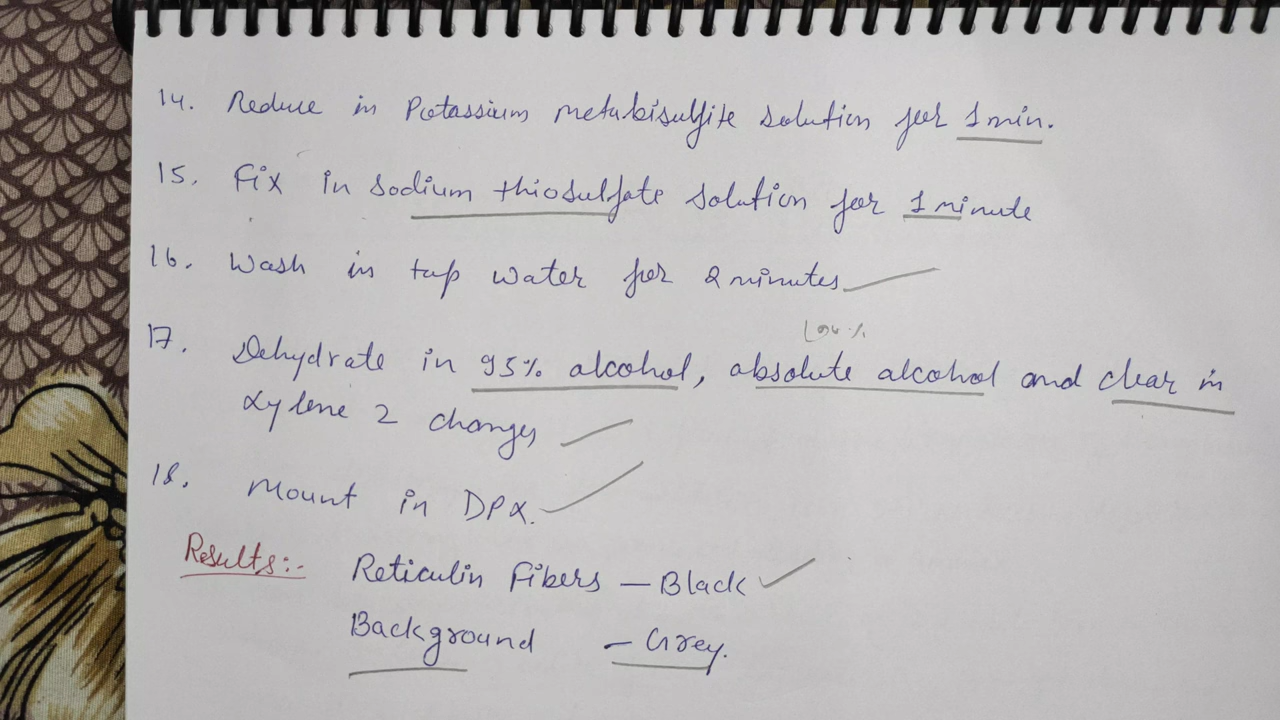 14. Reduce in Potassium metabisulfite solution for 1 min.
15. Fix in sodium thiosulfate solution for 1 minute
16. Wash in tap water for 2 minutes
17. Dehydrate in 95% alcohol, absolute alcohol and clear in
xylene 2 changes
18. Mount in DPX.
Results:-
Reticulin Fibers — Black
Background — Grey.